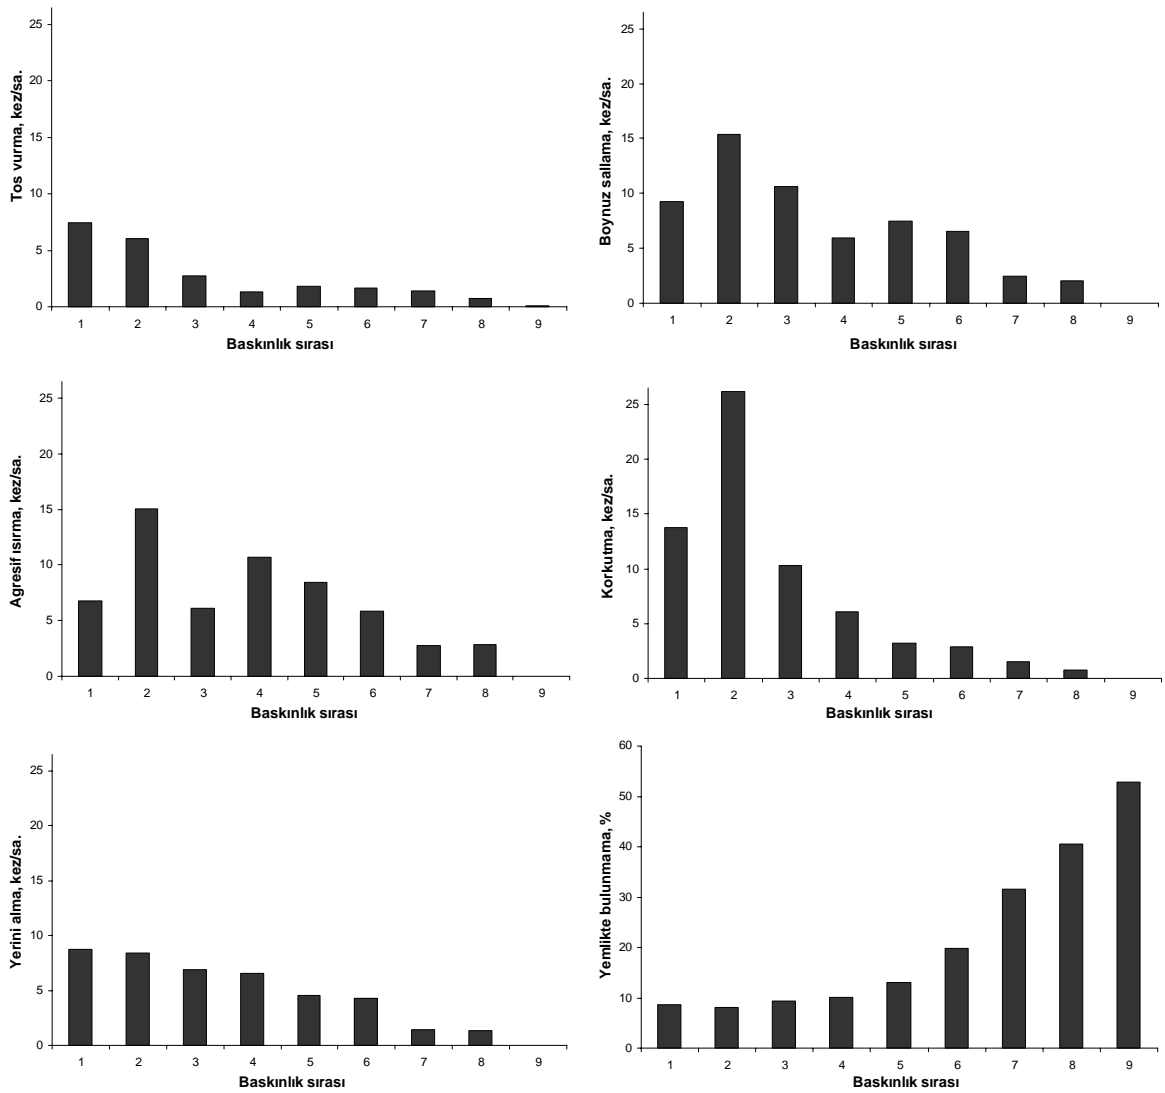 Tos vurma, kez/sa.
25
20
15
10
5
0
1 2 3 4 5 6 7 8 9
Baskınlık sırası
Boynuz sallama, kez/sa.
25
20
15
10
5
0
1 2 3 4 5 6 7 8 9
Baskınlık sırası
Agresif ısırma, kez/sa.
25
20
15
10
5
0
1 2 3 4 5 6 7 8 9
Baskınlık sırası
Korkutma, kez/sa.
25
20
15
10
5
0
1 2 3 4 5 6 7 8 9
Baskınlık sırası
Yerini alma, kez/sa.
25
20
15
10
5
0
1 2 3 4 5 6 7 8 9
Baskınlık sırası
Yemlikte bulunmama, %
60
50
40
30
20
10
0
1 2 3 4 5 6 7 8 9
Baskınlık sırası